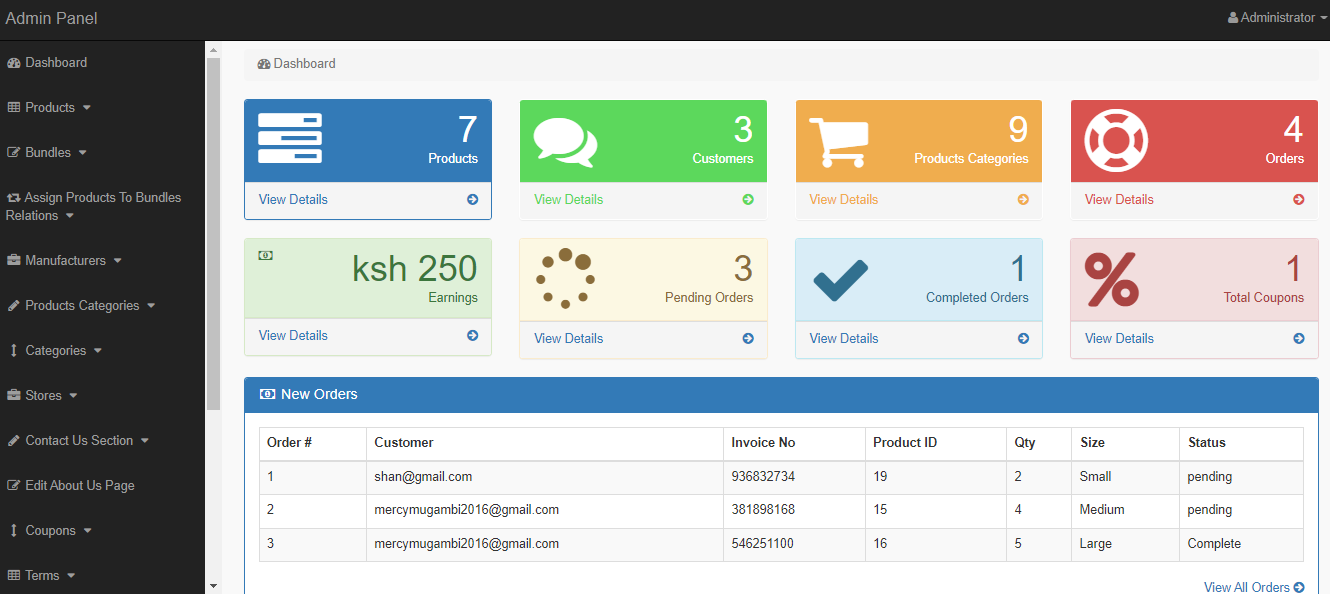 Admin Panel
Administrator
Dashboard
Products
Bundles
Assign Products To Bundles
Relations
Manufacturers
Products Categories
Categories
Stores
Contact Us Section
Edit About Us Page
Coupons
Terms
Dashboard
7
Products
View Details
3
Customers
View Details
9
Products Categories
View Details
4
Orders
View Details
ksh 250
Earnings
View Details
3
Pending Orders
View Details
1
Completed Orders
View Details
1
Total Coupons
View Details
New Orders
Order # Customer Invoice No Product ID Qty Size Status
1 shan@gmail.com 936832734 19 2 Small pending
2 mercymugambi2016@gmail.com 381898168 15 4 Medium pending
3 mercymugambi2016@gmail.com 546251100 16 5 Large Complete
View All Orders